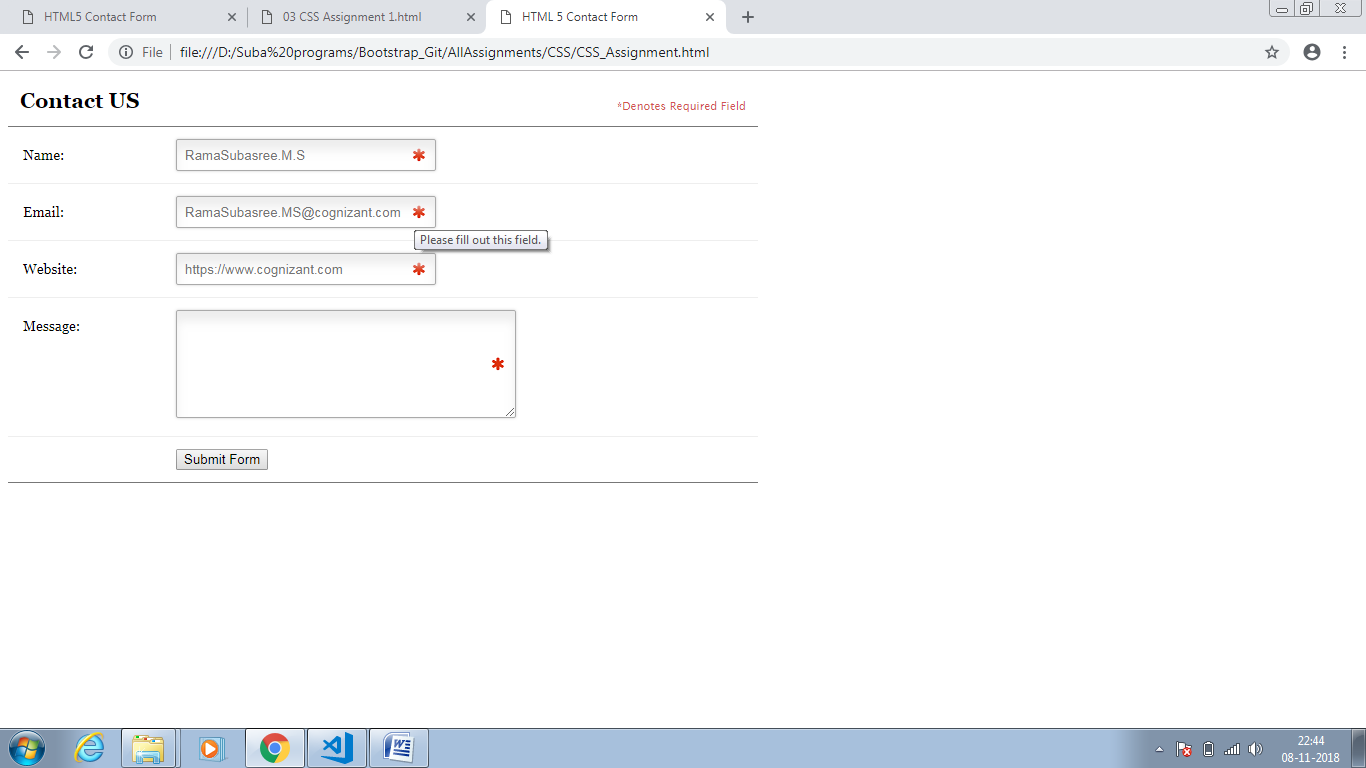 HTML5 Contact Form
03 CSS Assignment 1.html
HTML 5 Contact Form
File
file:///D:/Suba%20programs/Bootstrap_Git/AllAssignments/CSS/CSS_Assignment.html
Contact US
*Denotes Required Field
Name:
RamaSubasree.M.S
Email:
RamaSubasree.MS@cognizant.com
Please fill out this field.
Website:
https://www.cognizant.com
Message:
Submit Form
22:44
08-11-2018